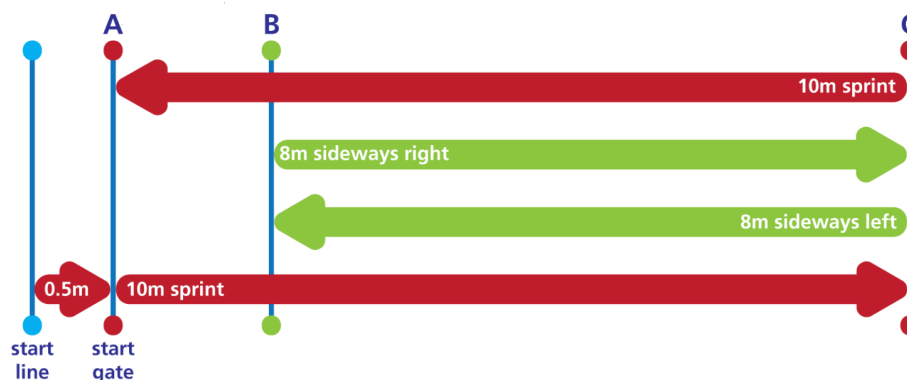 A
B
C
10m sprint
8m sideways right
8m sideways left
0.5m
10m sprint
start
line
start
gate